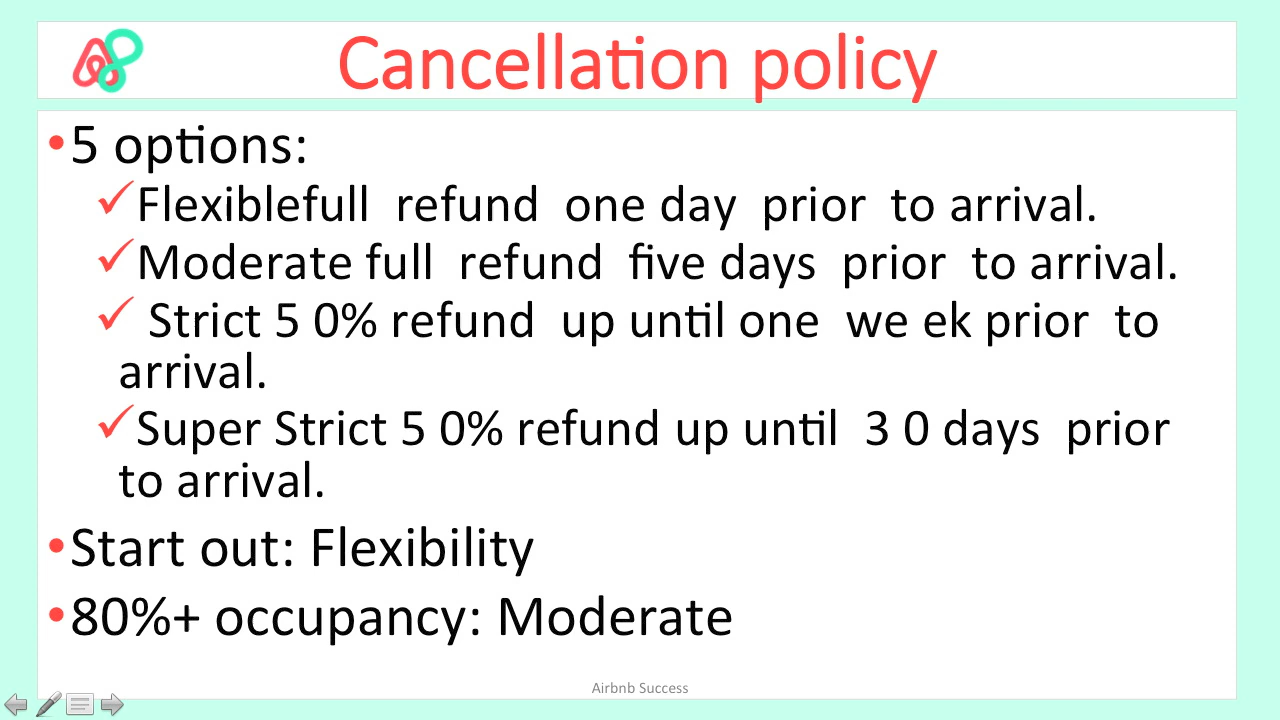 Cancellation policy
•5 options:
✓Flexiblefull refund one day prior to arrival.
✓Moderate full refund five days prior to arrival.
✓ Strict 5 0% refund up until one we ek prior to
arrival.
✓Super Strict 5 0% refund up until 3 0 days prior
to arrival.
•Start out: Flexibility
•80%+ occupancy: Moderate
Airbnb Success